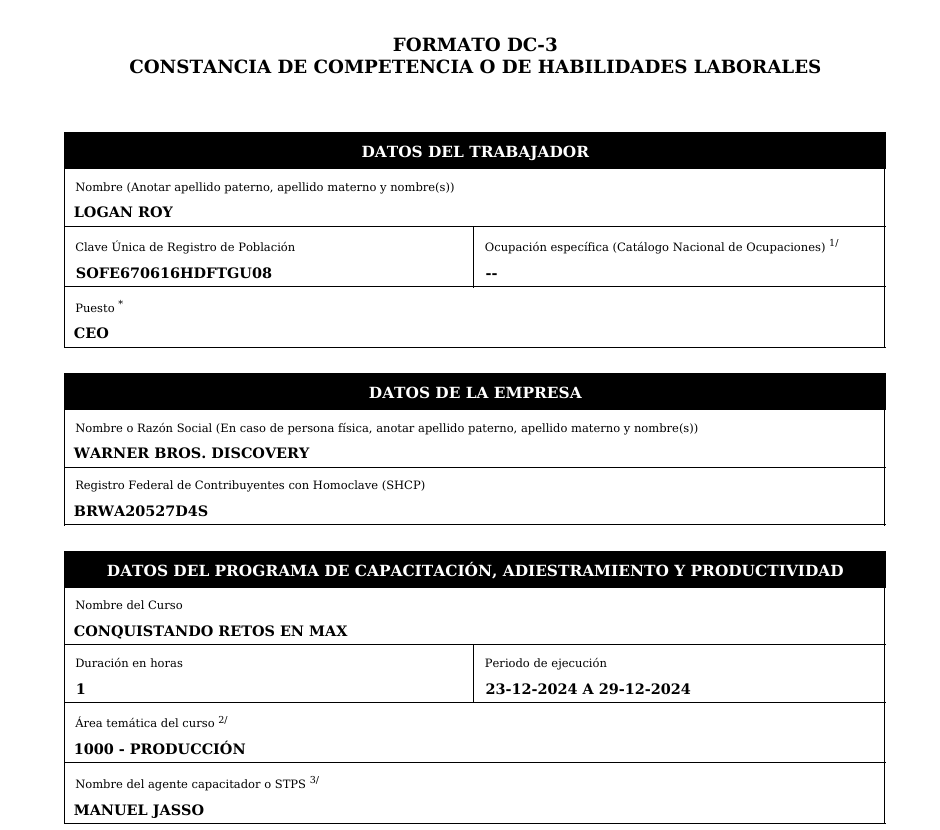 FORMATO DC-3
CONSTANCIA DE COMPETENCIA O DE HABILIDADES LABORALES
DATOS DEL TRABAJADOR
Nombre (Anotar apellido paterno, apellido materno y nombre(s))
LOGAN ROY
Clave Única de Registro de Población
SOFE670616HDFTGU08
Ocupación específica (Catálogo Nacional de Ocupaciones) 1/
--
Puesto *
CEO
DATOS DE LA EMPRESA
Nombre o Razón Social (En caso de persona física, anotar apellido paterno, apellido materno y nombre(s))
WARNER BROS. DISCOVERY
Registro Federal de Contribuyentes con Homoclave (SHCP)
BRWA20527D4S
DATOS DEL PROGRAMA DE CAPACITACIÓN, ADIESTRAMIENTO Y PRODUCTIVIDAD
Nombre del Curso
CONQUISTANDO RETOS EN MAX
Duración en horas
1
Periodo de ejecución
23-12-2024 A 29-12-2024
Área temática del curso 2/
1000 - PRODUCCIÓN
Nombre del agente capacitador o STPS 3/
MANUEL JASSO